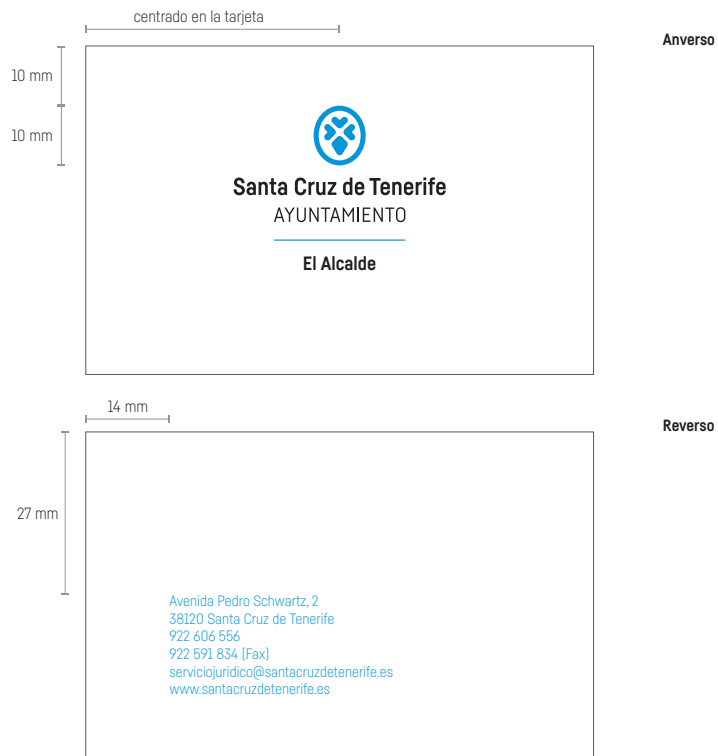 centrado en la tarjeta
Anverso
10 mm
10 mm
Santa Cruz de Tenerife
AYUNTAMIENTO
El Alcalde
14 mm
Reverso
27 mm
Avenida Pedro Schwartz, 2
38120 Santa Cruz de Tenerife
922 606 556
922 591 834 (Fax)
serviciojuridico@santacruzdetenerife.es
www.santacruzdetenerife.es